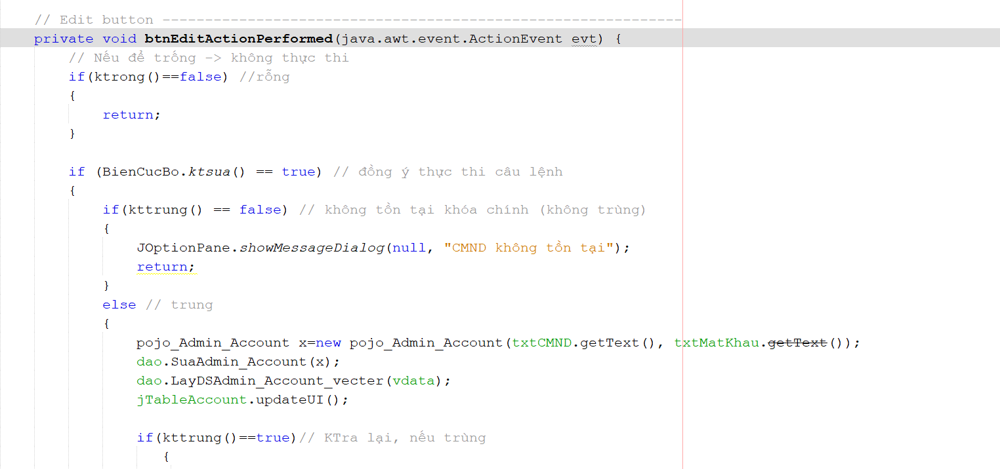 // Edit button -------------------------------------------------------------
private void btnEditActionPerformed(java.awt.event.ActionEvent evt) {
// Nếu để trống -> không thực thi
if(ktrong()==false) //rỗng
{
return;
}
if (BienCucBo.ktsua() == true) // đồng ý thực thi câu lệnh
{
if(kttrung() == false) // không tồn tại khóa chính (không trùng)
{
JOptionPane.showMessageDialog(null, "CMND không tồn tại");
return;
}
else // trung
{
pojo_Admin_Account x=new pojo_Admin_Account(txtCMND.getText(), txtMatKhau.getText());
dao.SuaAdmin_Account(x);
dao.LayDSAdmin_Account_vecter(vdata);
jTableAccount.updateUI();
if(kttrung()==true)// KTra lại, nếu trùng
{